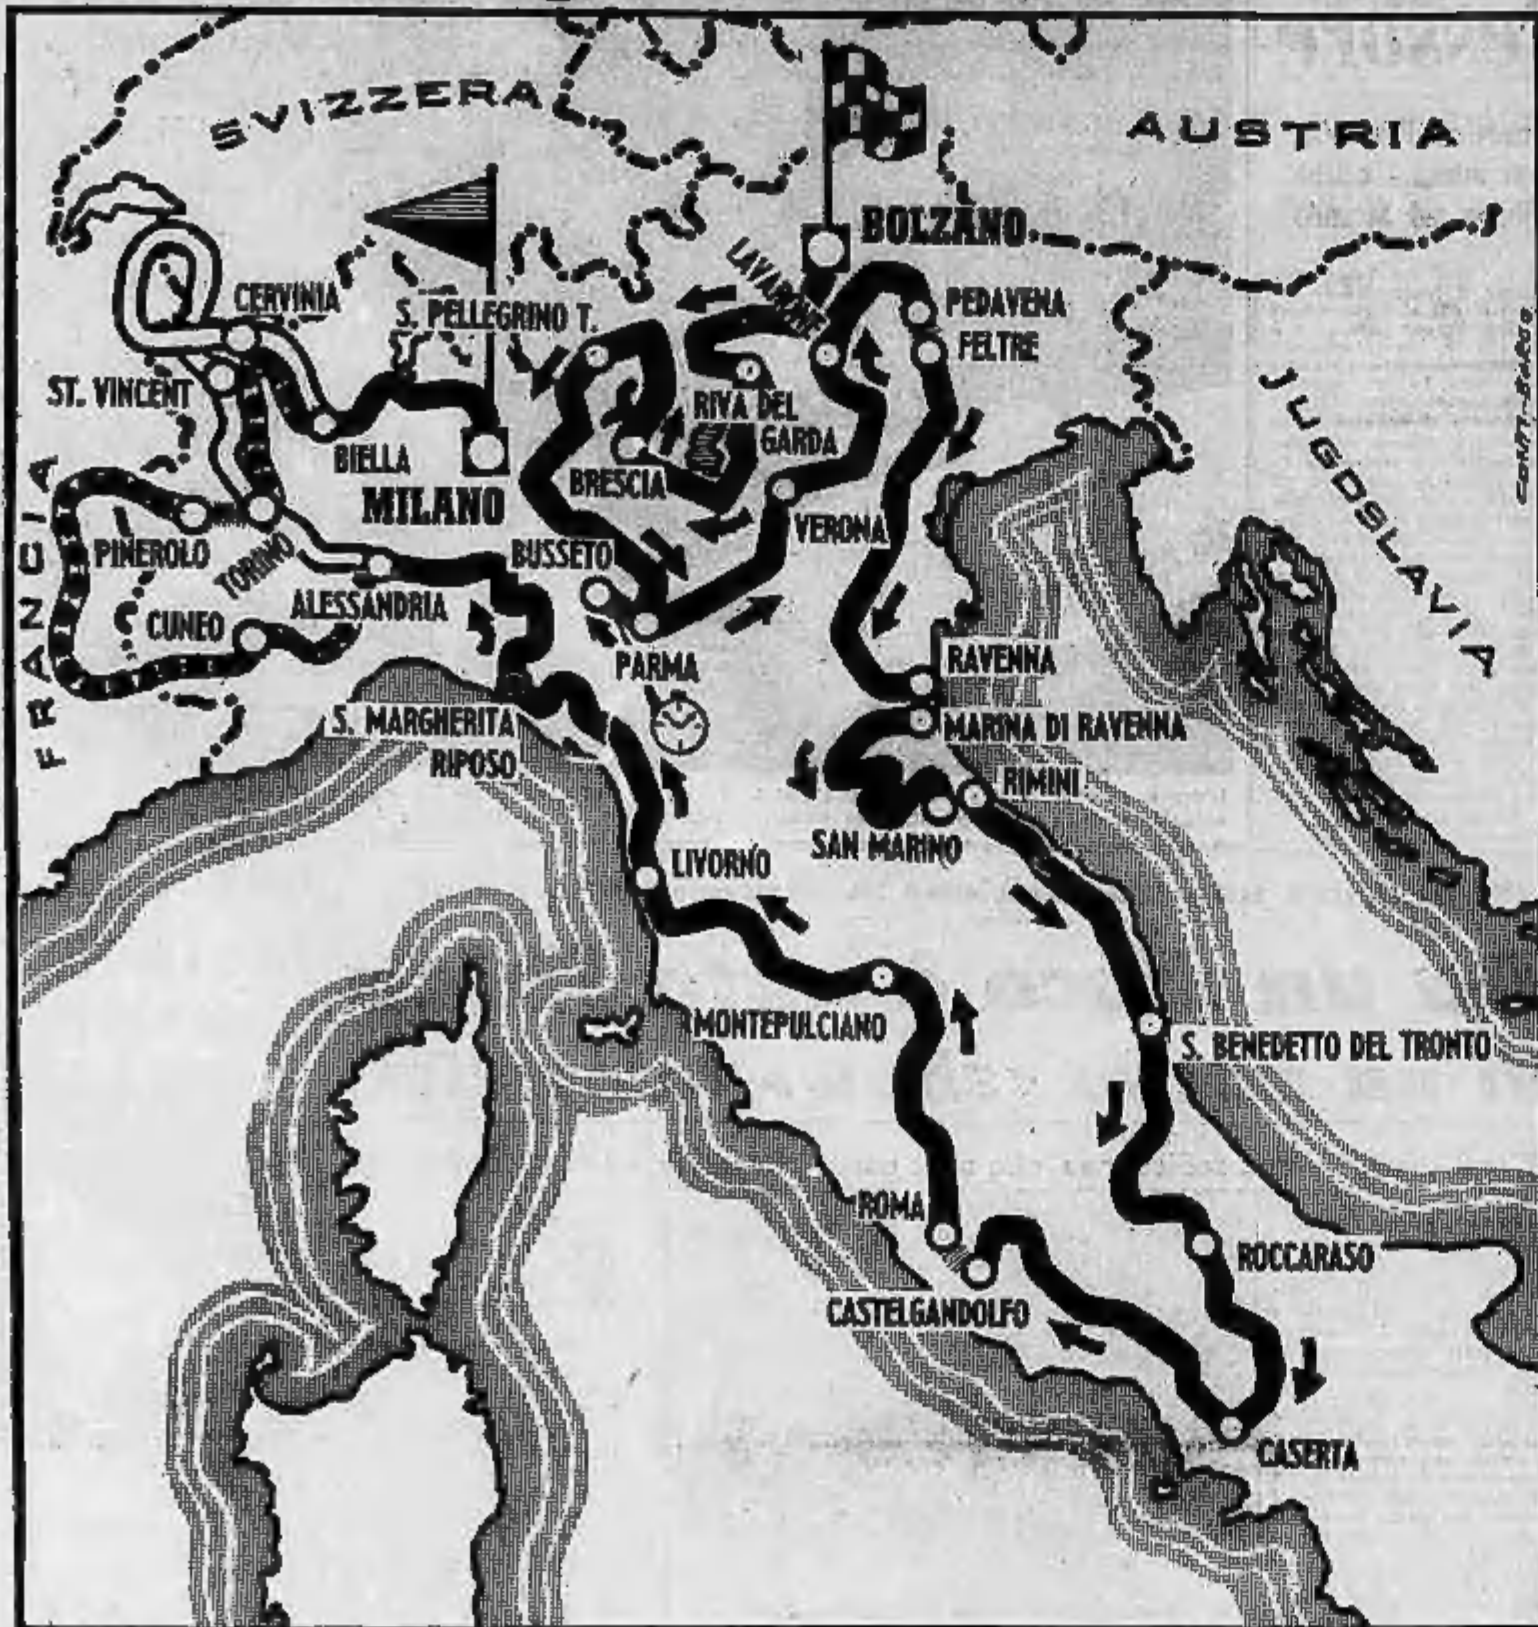 SVIZZERA
AUSTRIA
BOLZANO
LAVARONE
CERVINIA
S. PELLEGRINO T.
PEDAVENA
FELTRE
ST. VINCENT
RIVA DEL
GARDA
JUGOSLAVIA
BIELLA
BRESCIA
MILANO
VERONA
FRANCIA
PINEROLO
TORINO
BUSSETO
ALESSANDRIA
CUNEO
PARMA
RAVENNA
S. MARGHERITA
RIPOSO
MARINA DI RAVENNA
RIMINI
SAN MARINO
LIVORNO
MONTEPULCIANO
S. BENEDETTO DEL TRONTO
ROMA
ROCCARASO
CASTELGANDOLFO
CASERTA